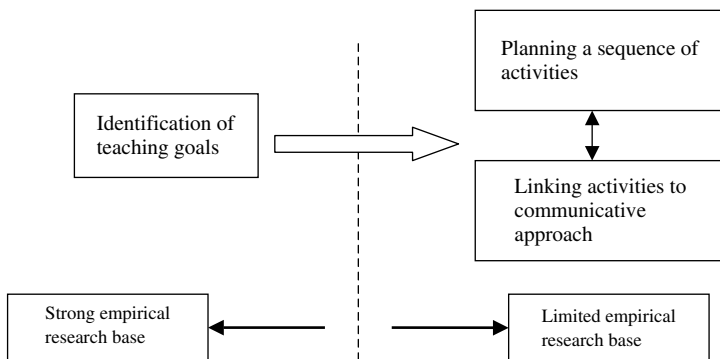 Planning a sequence of
activities
Identification of
teaching goals
Linking activities to
communicative
approach
Strong empirical
research base
Limited empirical
research base